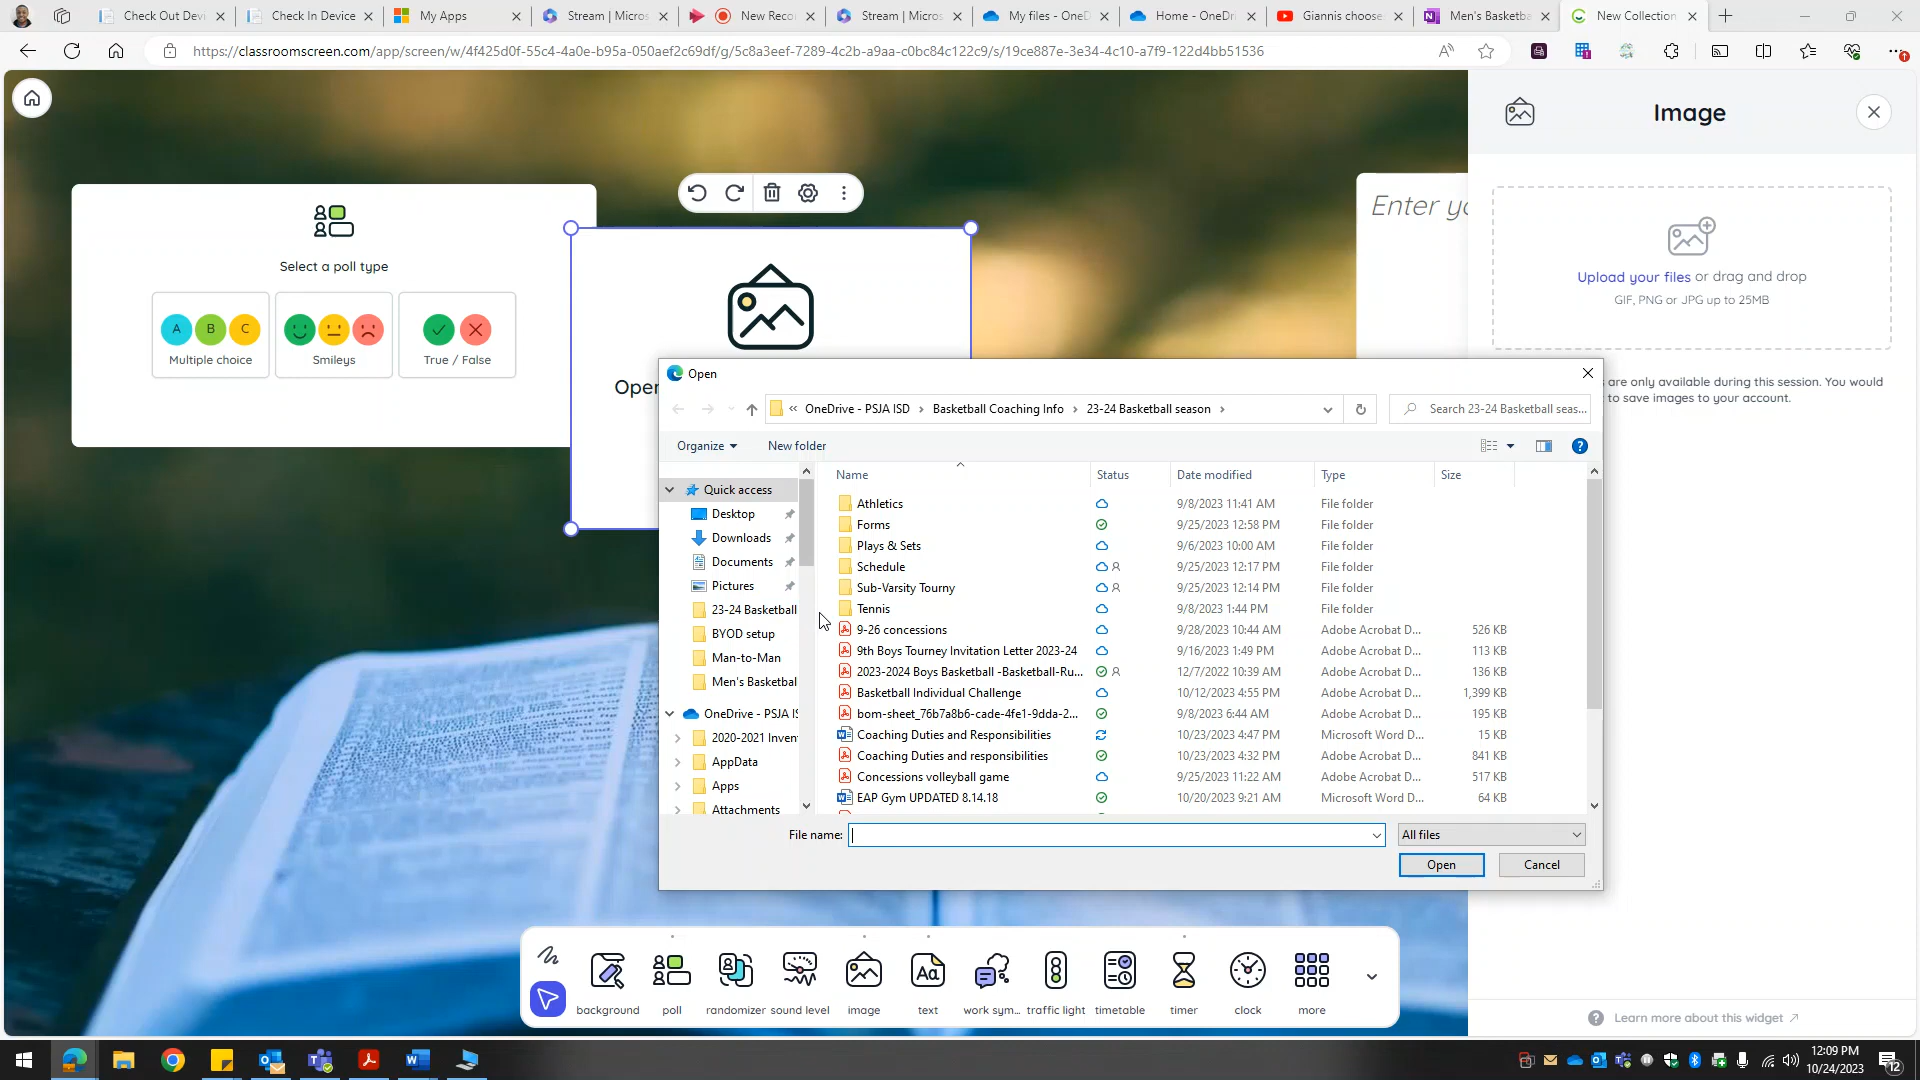 Check Out Devi
Check In Device
My Apps
Stream | Micros
New Reco
Stream | Micros
My files - OneD
Home - OneDri
Giannis choose
Men's Basketba
New Collection
https://classroomscreen.com/app/screen/w/4f425d0f-55c4-4a0e-b95a-050aef2c69df/g/5c8a3eef-7289-4c2b-a9aa-c0bc84c122c9/s/19ce887e-3e34-4c10-a7f9-122d4bb51536
Image
Enter yo
Select a poll type
A B C
Multiple choice
Smileys
True / False
Open
Upload your files or drag and drop
GIF, PNG or JPG up to 25MB
s are only available during this session. You would
to save images to your account.
Open
« OneDrive - PSJA ISD › Basketball Coaching Info › 23-24 Basketball season ›
Search 23-24 Basketball seas...
Organize
New folder
Quick access
Desktop
Downloads
Documents
Pictures
23-24 Basketball
BYOD setup
Man-to-Man
Men's Basketbal
OneDrive - PSJA IS
2020-2021 Inven
AppData
Apps
Attachments
Name Status Date modified Type Size
Athletics 9/8/2023 11:41 AM File folder
Forms 9/25/2023 12:58 PM File folder
Plays & Sets 9/6/2023 10:00 AM File folder
Schedule 9/25/2023 12:17 PM File folder
Sub-Varsity Tourny 9/25/2023 12:14 PM File folder
Tennis 9/8/2023 1:44 PM File folder
9-26 concessions 9/28/2023 10:44 AM Adobe Acrobat D... 526 KB
9th Boys Tourney Invitation Letter 2023-24 9/16/2023 1:49 PM Adobe Acrobat D... 113 KB
2023-2024 Boys Basketball -Basketball-Ru... 12/7/2022 10:39 AM Adobe Acrobat D... 136 KB
Basketball Individual Challenge 10/12/2023 4:55 PM Adobe Acrobat D... 1,399 KB
bom-sheet_76b7a8b6-cade-4fe1-9dda-2... 9/8/2023 6:44 AM Adobe Acrobat D... 195 KB
Coaching Duties and Responsibilities 10/23/2023 4:47 PM Microsoft Word D... 15 KB
Coaching Duties and responsibilities 10/23/2023 4:32 PM Adobe Acrobat D... 841 KB
Concessions volleyball game 9/25/2023 11:22 AM Adobe Acrobat D... 517 KB
EAP Gym UPDATED 8.14.18 10/20/2023 9:21 AM Microsoft Word D... 64 KB
File name:
All files
Open
Cancel
background
poll
randomizer
sound level
image
Aa
text
work sym...
traffic light
timetable
timer
clock
more
Learn more about this widget
12:09 PM
10/24/2023
12